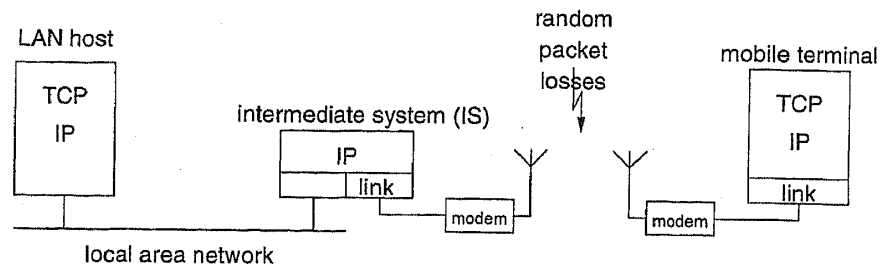 LAN host
TCP
IP
intermediate system (IS)
IP
link
modem
random
packet
losses
mobile terminal
TCP
IP
link
modem
local area network